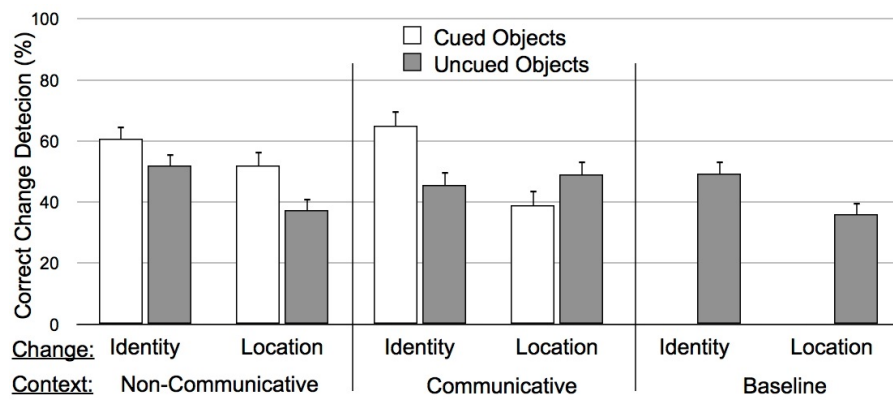 100
Cued Objects
Uncued Objects
80
60
40
20
0
Correct Change Detecion (%)
Change: Identity Location Identity Location Identity Location
Context: Non-Communicative Communicative Baseline